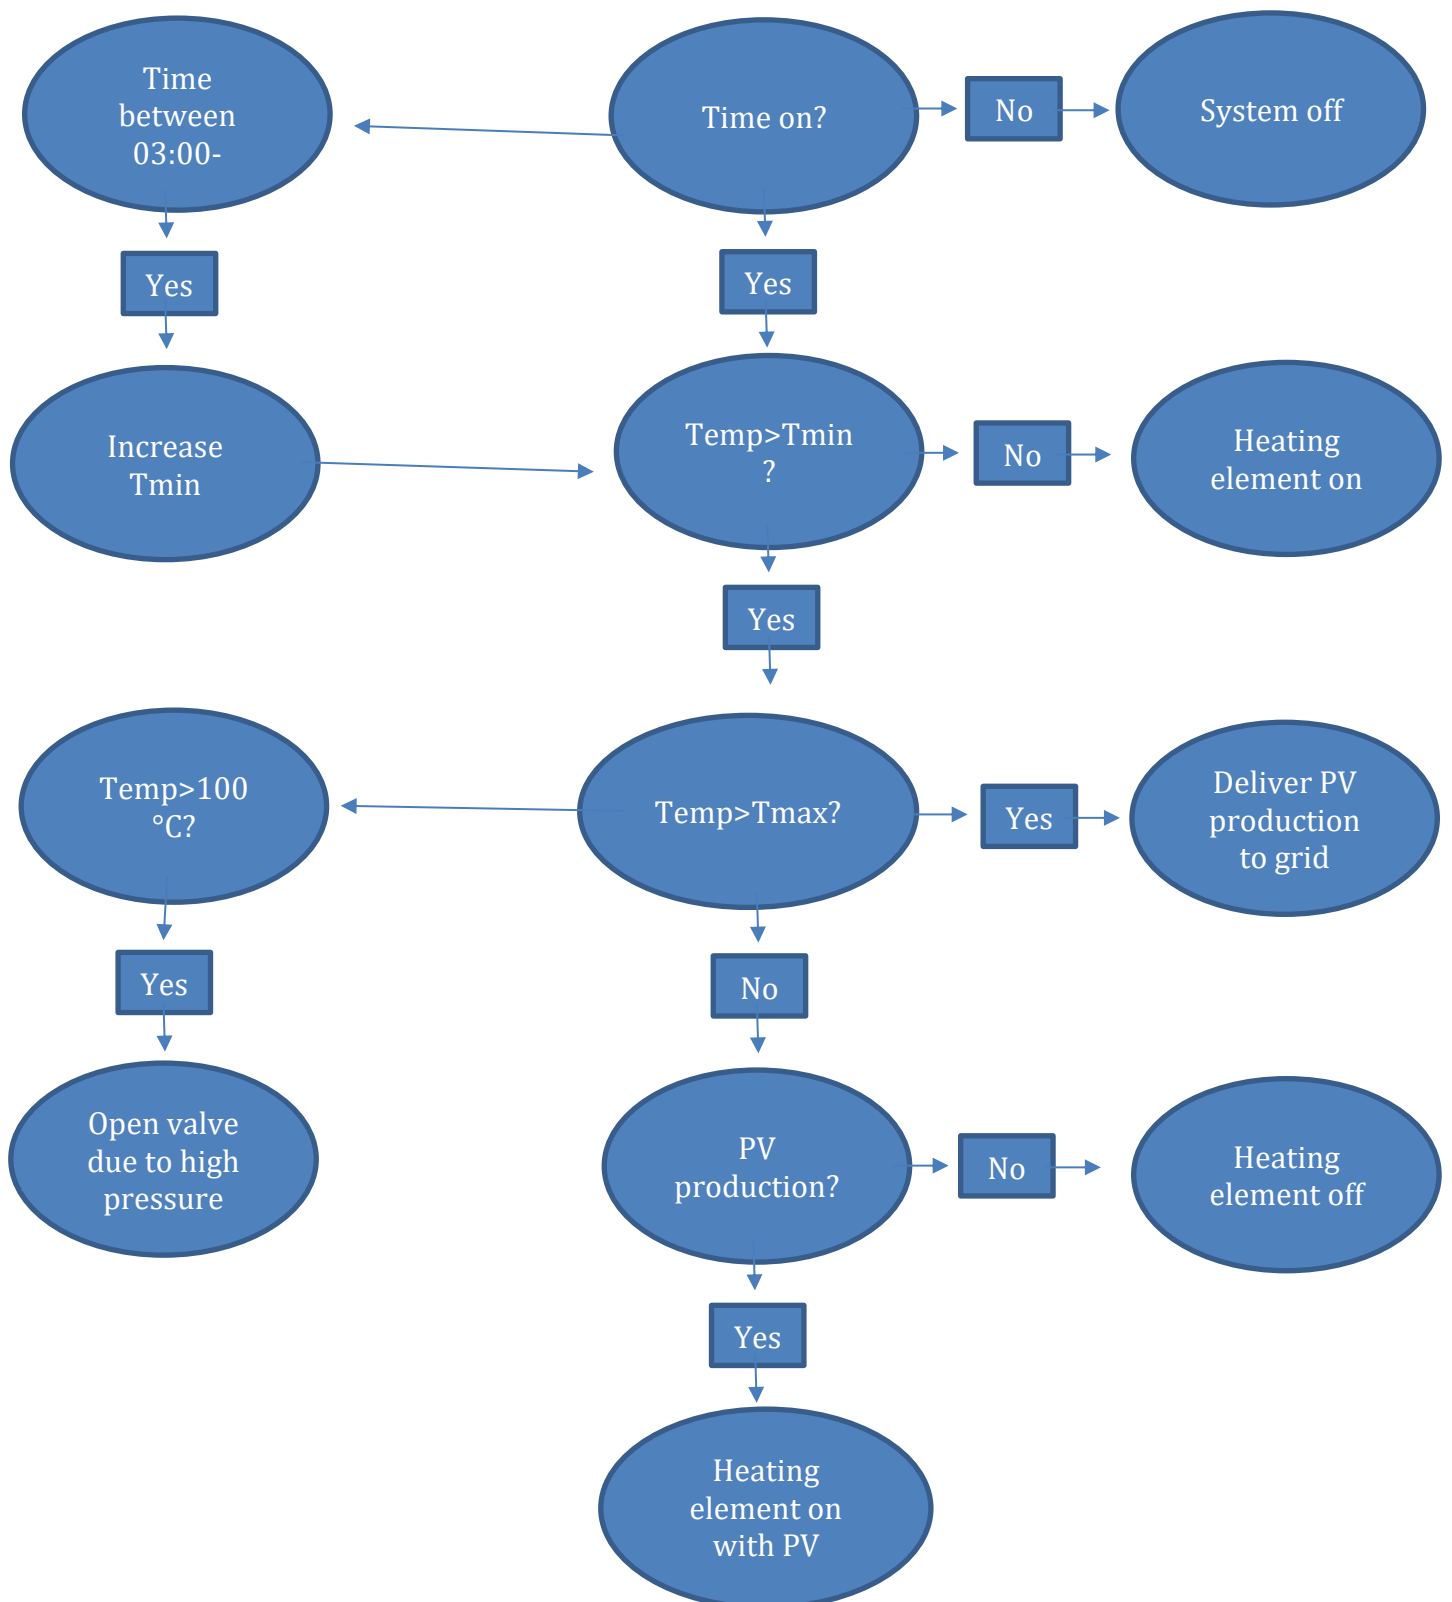 Time
between
03:00-
Time on?
No
System off
Yes
Yes
Increase
Tmin
Temp>Tmin
?
No
Heating
element on
Yes
Temp>100
°C?
Temp>Tmax?
Yes
Deliver PV
production
to grid
Yes
No
Open valve
due to high
pressure
PV
production?
No
Heating
element off
Yes
Heating
element on
with PV